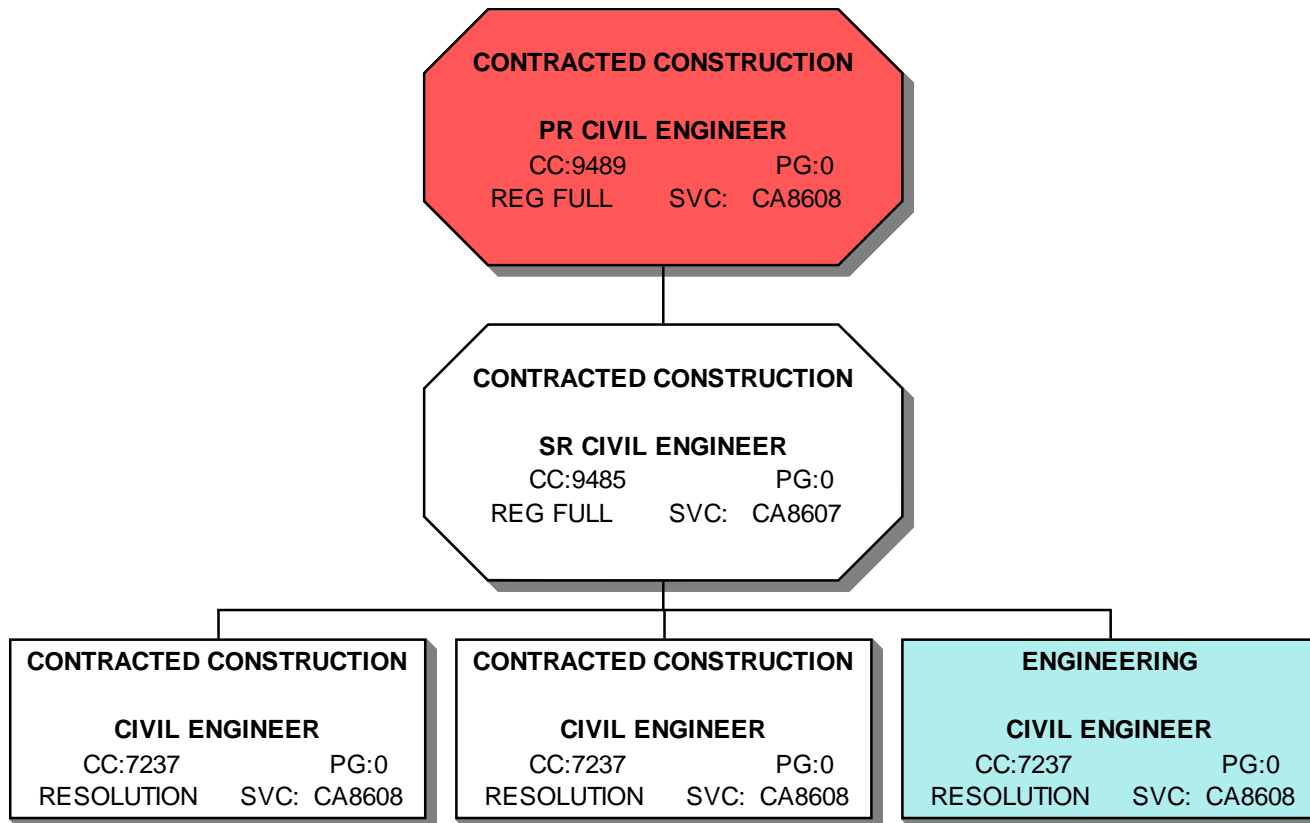 CONTRACTED CONSTRUCTION
PR CIVIL ENGINEER
CC:9489 PG:0
REG FULL SVC: CA8608
CONTRACTED CONSTRUCTION
SR CIVIL ENGINEER
CC:9485 PG:0
REG FULL SVC: CA8607
CONTRACTED CONSTRUCTION
CIVIL ENGINEER
CC:7237 PG:0
RESOLUTION SVC: CA8608
CONTRACTED CONSTRUCTION
CIVIL ENGINEER
CC:7237 PG:0
RESOLUTION SVC: CA8608
ENGINEERING
CIVIL ENGINEER
CC:7237 PG:0
RESOLUTION SVC: CA8608